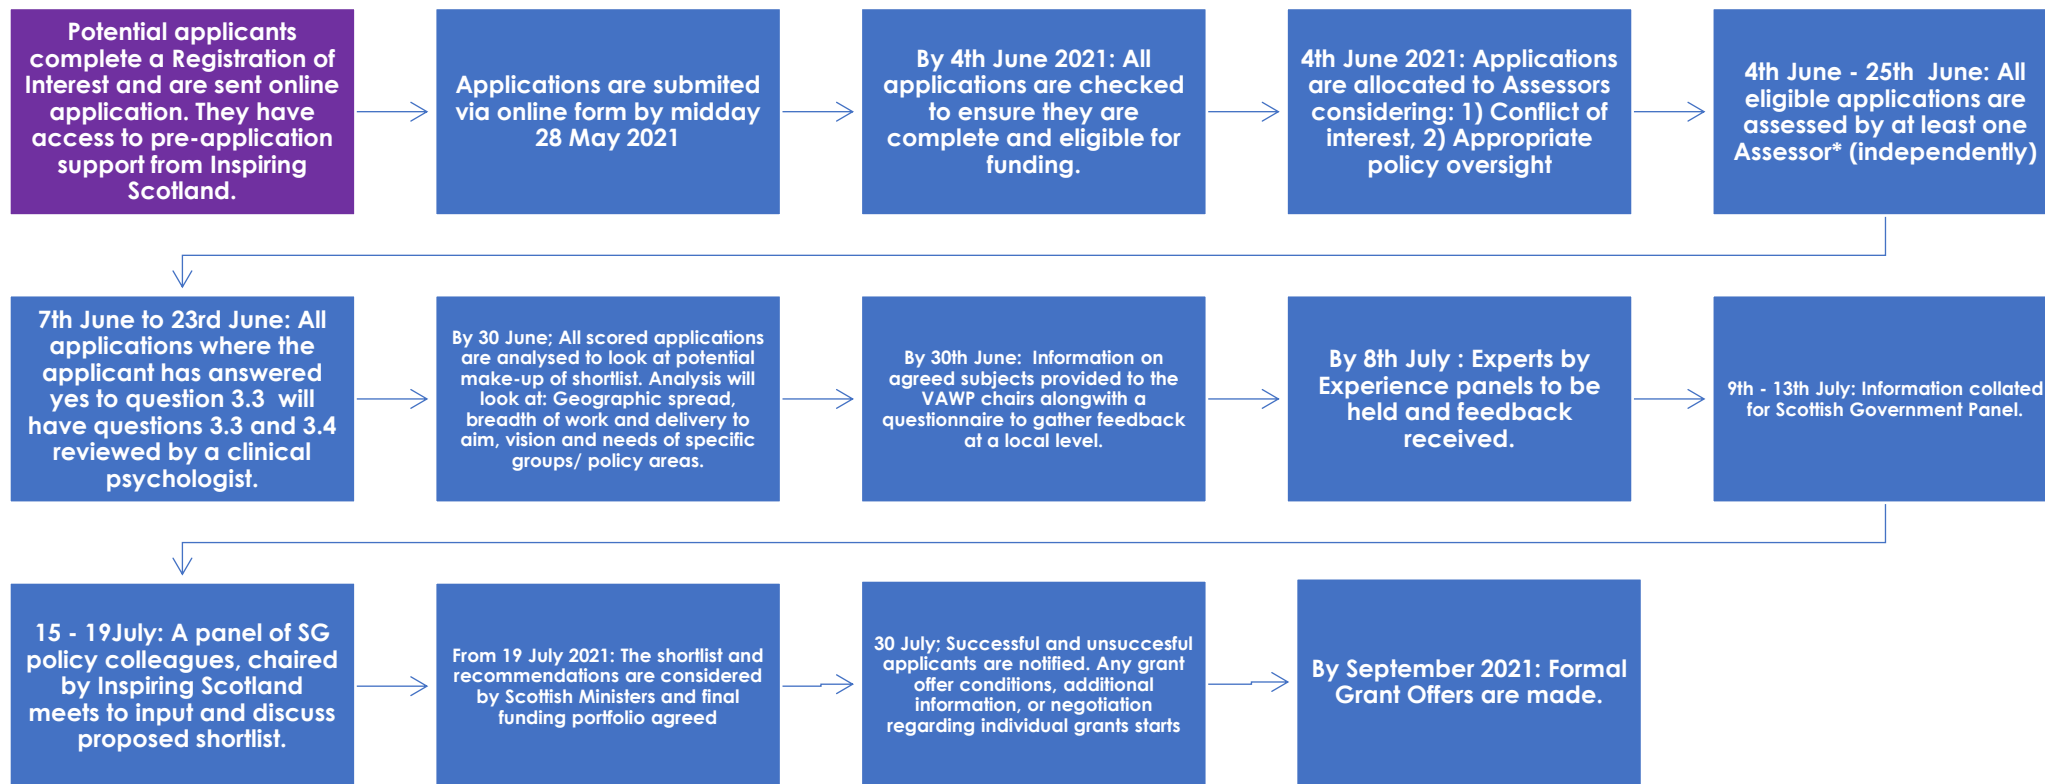 Potential applicants
complete a Registration of
Interest and are sent online
application. They have
access to pre-application
support from Inspiring
Scotland.
Applications are submited
via online form by midday
28 May 2021
By 4th June 2021: All
applications are checked
to ensure they are
complete and eligible for
funding.
4th June 2021: Applications
are allocated to Assessors
considering: 1) Conflict of
interest, 2) Appropriate
policy oversight
4th June - 25th  June: All
eligible applications are
assessed by at least one
Assessor* (independently)
7th June to 23rd June: All
applications where the
applicant has answered
yes to question 3.3  will
have questions 3.3 and 3.4
reviewed by a clinical
psychologist.
By 30 June; All scored applications
are analysed to look at potential
make-up of shortlist. Analysis will
look at: Geographic spread,
breadth of work and delivery to
aim, vision and needs of specific
groups/ policy areas.
By 30th June:  Information on
agreed subjects provided to the
VAWP chairs alongwith a
questionnaire to gather feedback
at a local level.
By 8th July : Experts by
Experience panels to be
held and feedback
received.
9th - 13th July: Information collated
for Scottish Government Panel.
15 - 19July: A panel of SG
policy colleagues, chaired
by Inspiring Scotland
meets to input and discuss
proposed shortlist.
From 19 July 2021: The shortlist and
recommendations are considered
by Scottish Ministers and final
funding portfolio agreed
30 July; Successful and unsuccesful
applicants are notified. Any grant
offer conditions, additional
information, or negotiation
regarding individual grants starts
By September 2021: Formal
Grant Offers are made.